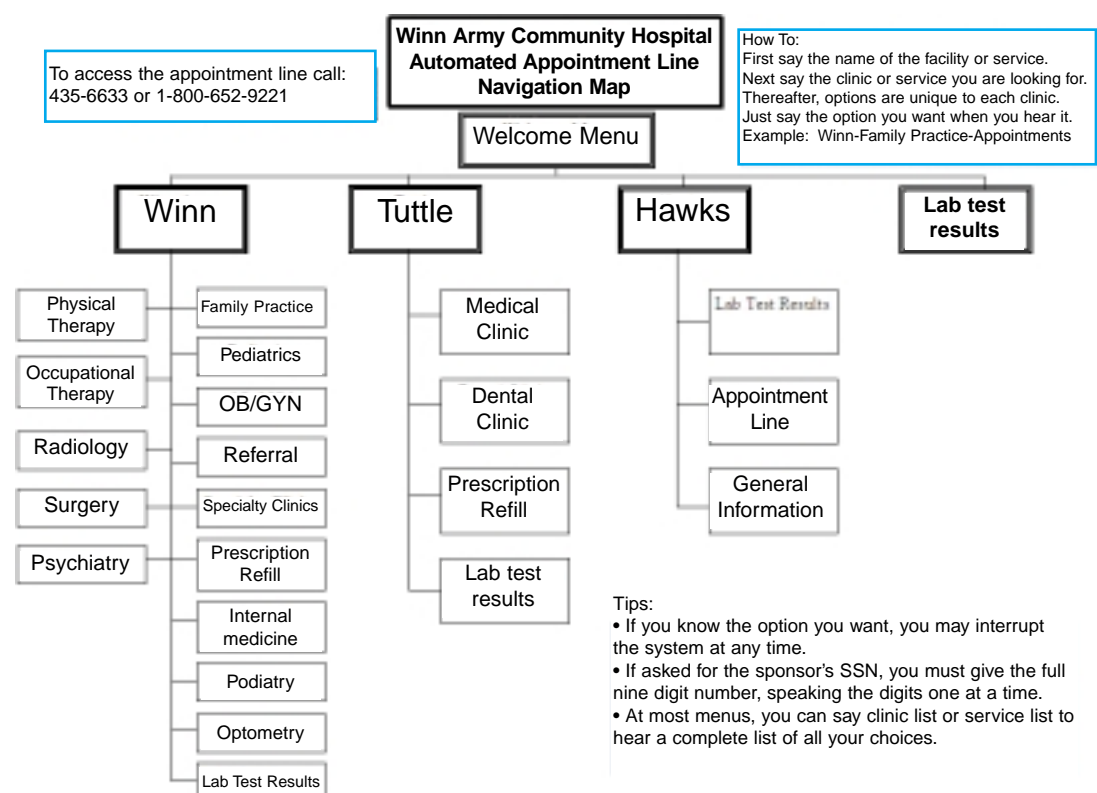 Winn Army Community Hospital
Automated Appointment Line
Navigation Map
To access the appointment line call:
435-6633 or 1-800-652-9221
How To:
First say the name of the facility or service.
Next say the clinic or service you are looking for.
Thereafter, options are unique to each clinic.
Just say the option you want when you hear it.
Example: Winn-Family Practice-Appointments
Welcome Menu
Winn
Tuttle
Hawks
Lab test
results
Physical
Therapy
Occupational
Therapy
Radiology
Surgery
Psychiatry
Family Practice
Pediatrics
OB/GYN
Referral
Specialty Clinics
Prescription
Refill
Internal
medicine
Podiatry
Optometry
Lab Test Results
Medical
Clinic
Dental
Clinic
Prescription
Refill
Lab test
results
Lab Test Results
Appointment
Line
General
Information
Tips:
• If you know the option you want, you may interrupt
the system at any time.
• If asked for the sponsor's SSN, you must give the full
nine digit number, speaking the digits one at a time.
• At most menus, you can say clinic list or service list to
hear a complete list of all your choices.